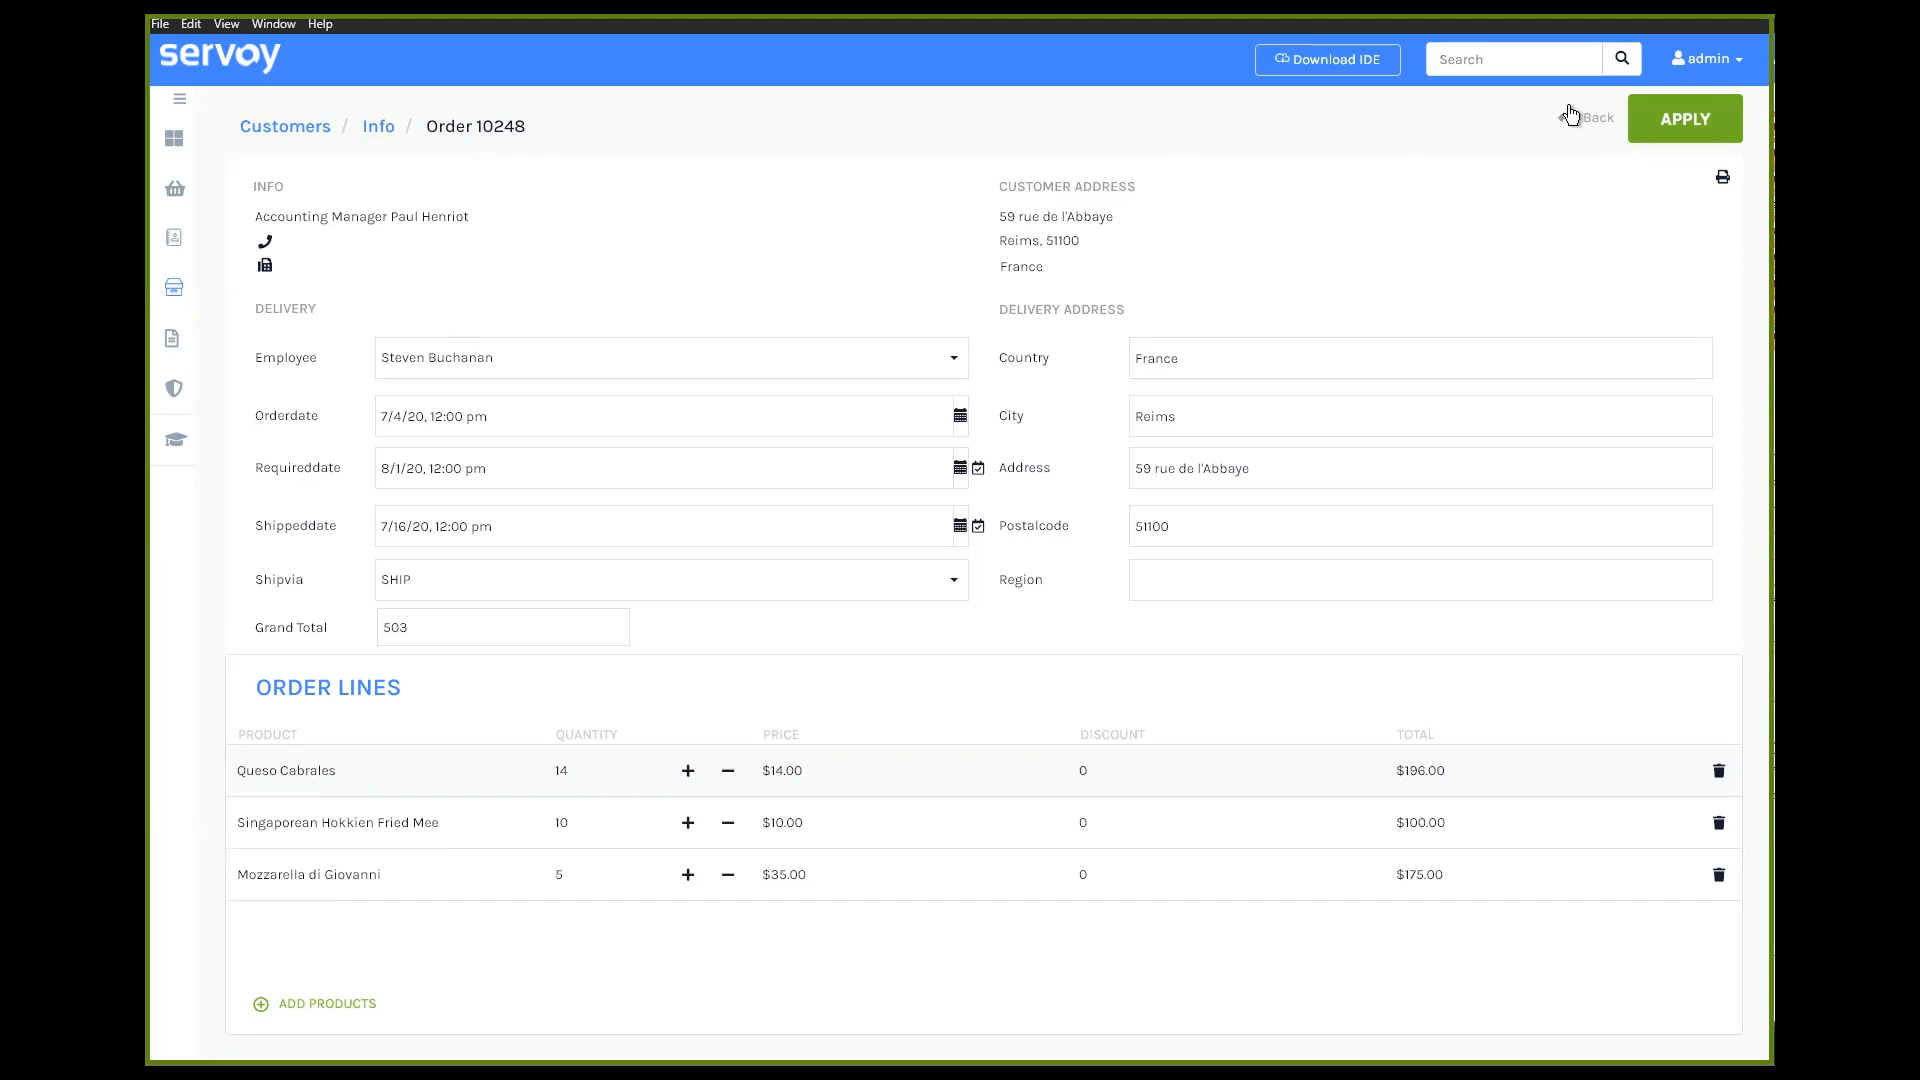 File Edit View Window Help
servoy
Download IDE
Search
admin
Customers / Info / Order 10248
Back
APPLY
INFO
CUSTOMER ADDRESS
Accounting Manager Paul Henriot
59 rue de l'Abbaye
Reims, 51100
France
DELIVERY
DELIVERY ADDRESS
Employee
Steven Buchanan
Country
France
Orderdate
7/4/20, 12:00 pm
City
Reims
Requireddate
8/1/20, 12:00 pm
Address
59 rue de l'Abbaye
Shippeddate
7/16/20, 12:00 pm
Postalcode
51100
Shipvia
SHIP
Region
Grand Total
503
ORDER LINES
PRODUCT QUANTITY PRICE DISCOUNT TOTAL
Queso Cabrales 14 $14.00 0 $196.00
Singaporean Hokkien Fried Mee 10 $10.00 0 $100.00
Mozzarella di Giovanni 5 $35.00 0 $175.00
ADD PRODUCTS